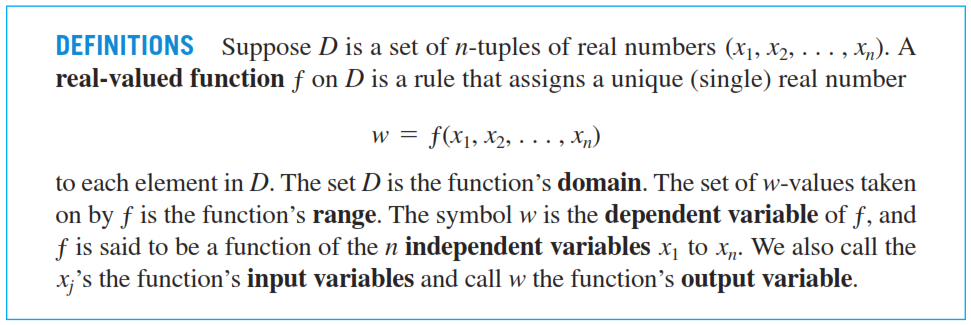 DEFINITIONS Suppose D is a set of n-tuples of real numbers (x₁, x₂, . . . , xₙ). A
real-valued function f on D is a rule that assigns a unique (single) real number
w = f(x₁, x₂, . . . , xₙ)
to each element in D. The set D is the function’s domain. The set of w-values taken
on by f is the function’s range. The symbol w is the dependent variable of f, and
f is said to be a function of the n independent variables x₁ to xₙ. We also call the
xⱼ’s the function’s input variables and call w the function’s output variable.